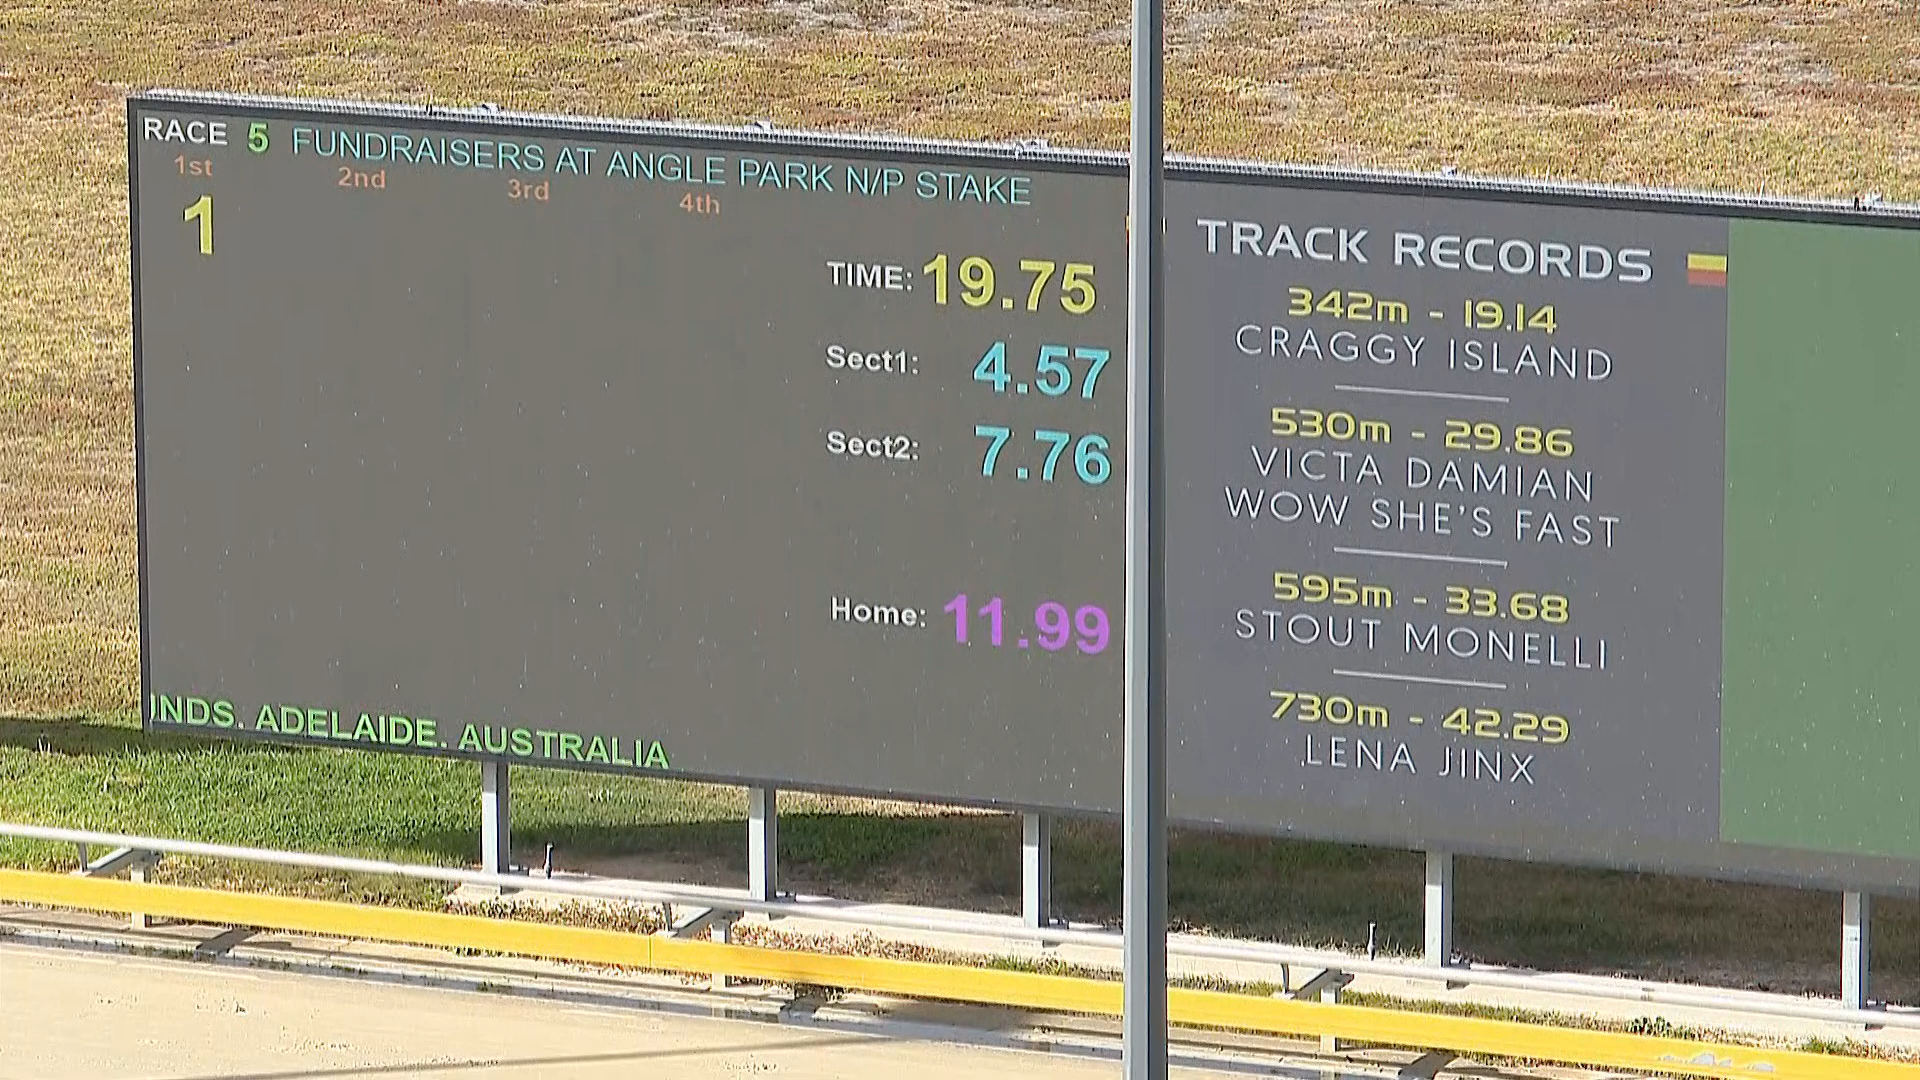 RACE 5 FUNDRAISERS AT ANGLE PARK N/P STAKE
1st 2nd 3rd 4th
1
TIME: 19.75
Sect1: 4.57
Sect2: 7.76
Home: 11.99
UNDS. ADELAIDE. AUSTRALIA
TRACK RECORDS
342m - 19.14
CRAGGY ISLAND
530m - 29.86
VICTA DAMIAN
WOW SHE'S FAST
595m - 33.68
STOUT MONELLI
730m - 42.29
LENA JINX